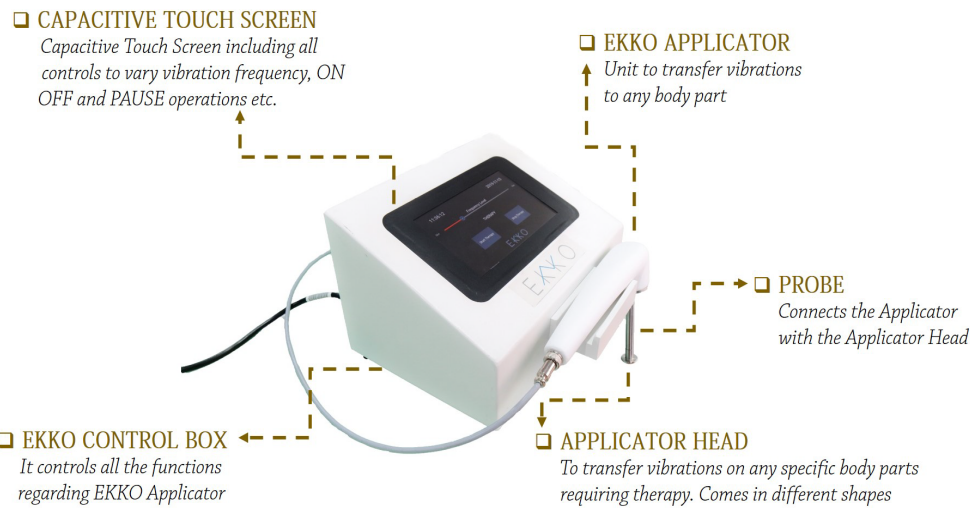 CAPACITIVE TOUCH SCREEN
Capacitive Touch Screen including all
controls to vary vibration frequency, ON
OFF and PAUSE operations etc.
EKKO APPLICATOR
Unit to transfer vibrations
to any body part
Frequency Level
EKKO
EKKO
PROBE
Connects the Applicator
with the Applicator Head
EKKO CONTROL BOX
It controls all the functions
regarding EKKO Applicator
APPLICATOR HEAD
To transfer vibrations on any specific body parts
requiring therapy. Comes in different shapes